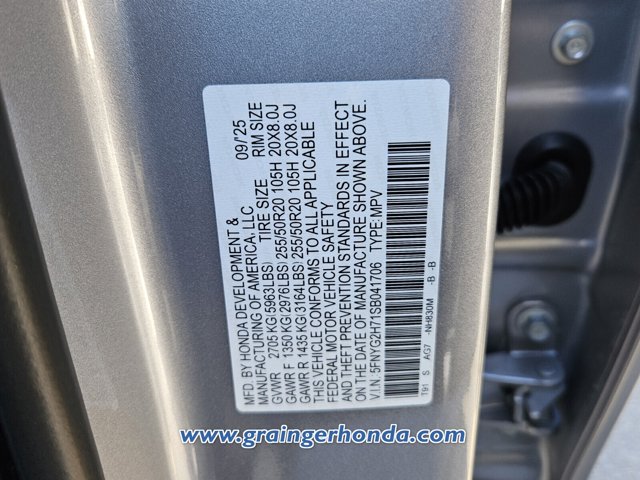 MFD. BY HONDA DEVELOPMENT & 09/25
MANUFACTURING OF AMERICA, LLC
TIRE SIZE RIM SIZE
GVWR 2705 KG(5963LBS)
GAWR F 1350 KG(2976LBS) 255/50R20 105H 20X8.0J
GAWR R 1435 KG(3164LBS) 255/50R20 105H 20X8.0J
THIS VEHICLE CONFORMS TO ALL APPLICABLE
FEDERAL MOTOR VEHICLE SAFETY
AND THEFT PREVENTION STANDARDS IN EFFECT
ON THE DATE OF MANUFACTURE SHOWN ABOVE.
V.I.N.: 5FNYG2H71SB041706 TYPE: MPV
T91 S AG7 -NH830M -B -B
www.graingerhonda.com